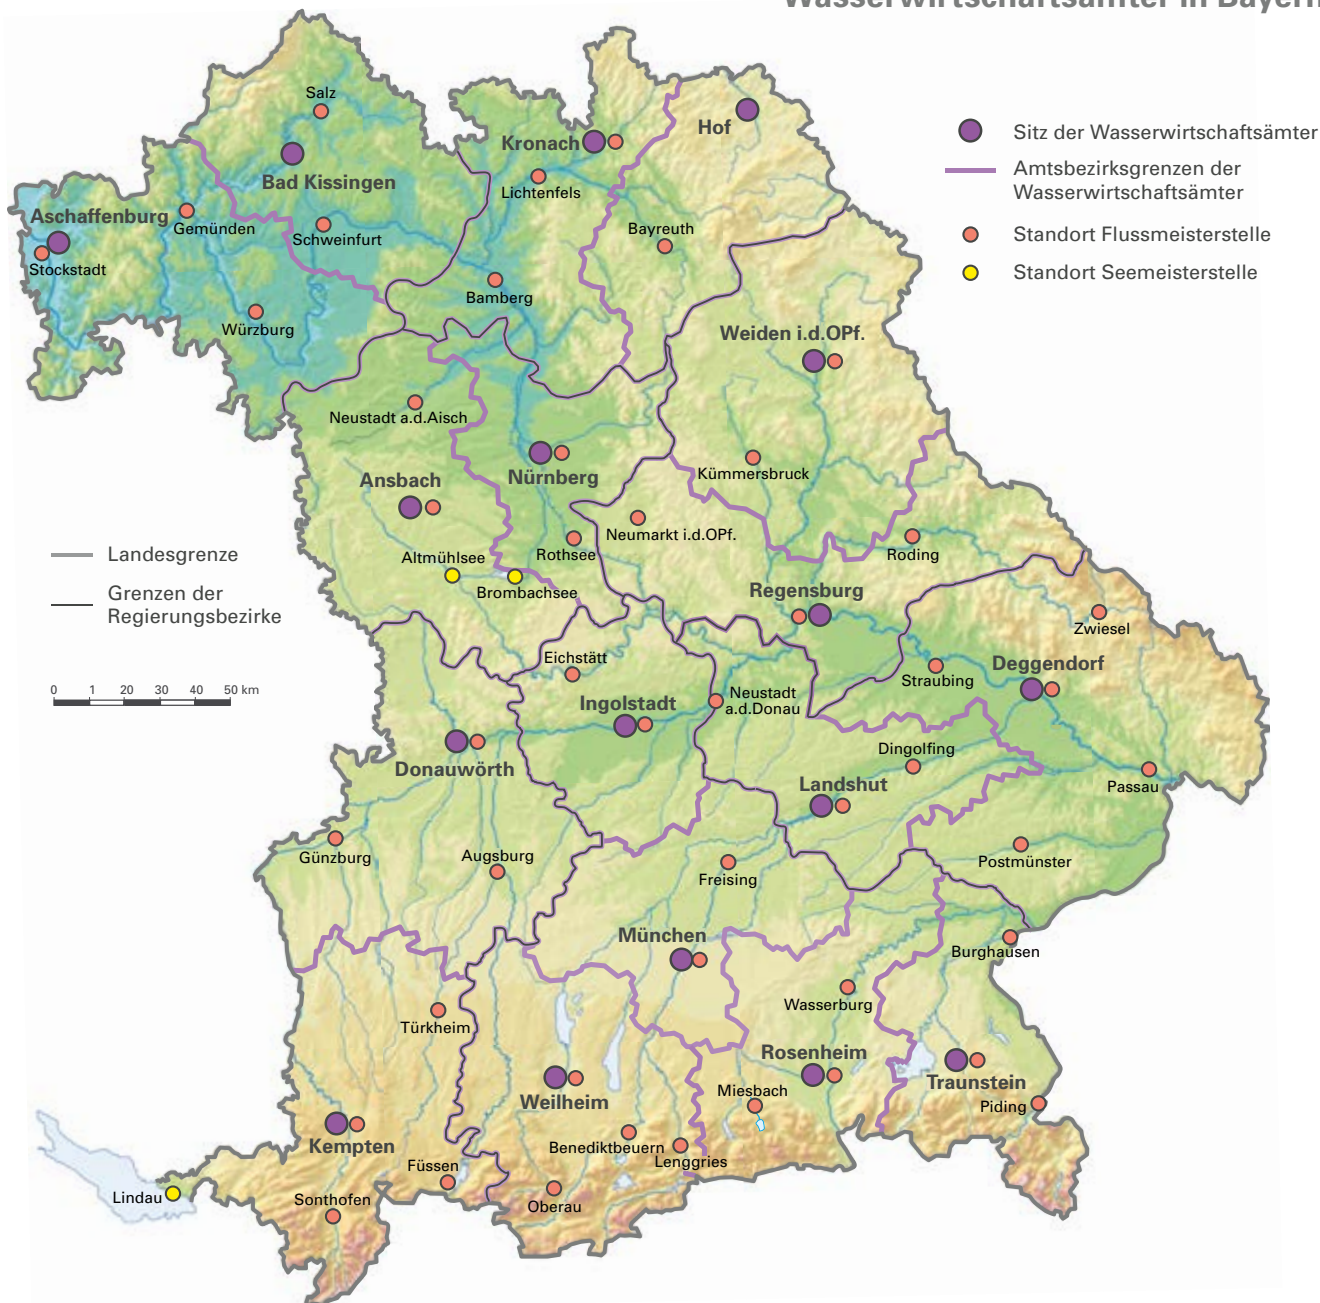 Wasserwirtschaftsämter in Bayern
Sitz der Wasserwirtschaftsämter
Amtsbezirksgrenzen der
Wasserwirtschaftsämter
Standort Flussmeisterstelle
Standort Seemeisterstelle
Salz
Hof
Kronach
Bad Kissingen
Lichtenfels
Aschaffenburg
Gemünden
Schweinfurt
Bayreuth
Stockstadt
Bamberg
Würzburg
Weiden i.d.OPf.
Neustadt a.d.Aisch
Kümmersbruck
Nürnberg
Ansbach
Neumarkt i.d.OPf.
Rothsee
Roding
Altmühlsee
Brombachsee
Landesgrenze
Grenzen der
Regierungsbezirke
Regensburg
Zwiesel
Eichstätt
Straubing
Deggendorf
0 1 20 30 40 50 km
Ingolstadt
Neustadt
a.d.Donau
Dingolfing
Donauwörth
Landshut
Passau
Günzburg
Augsburg
Freising
Postmünster
München
Burghausen
Wasserburg
Türkheim
Rosenheim
Traunstein
Weilheim
Miesbach
Piding
Kempten
Benediktbeuern
Lenggries
Füssen
Lindau
Sonthofen
Oberau